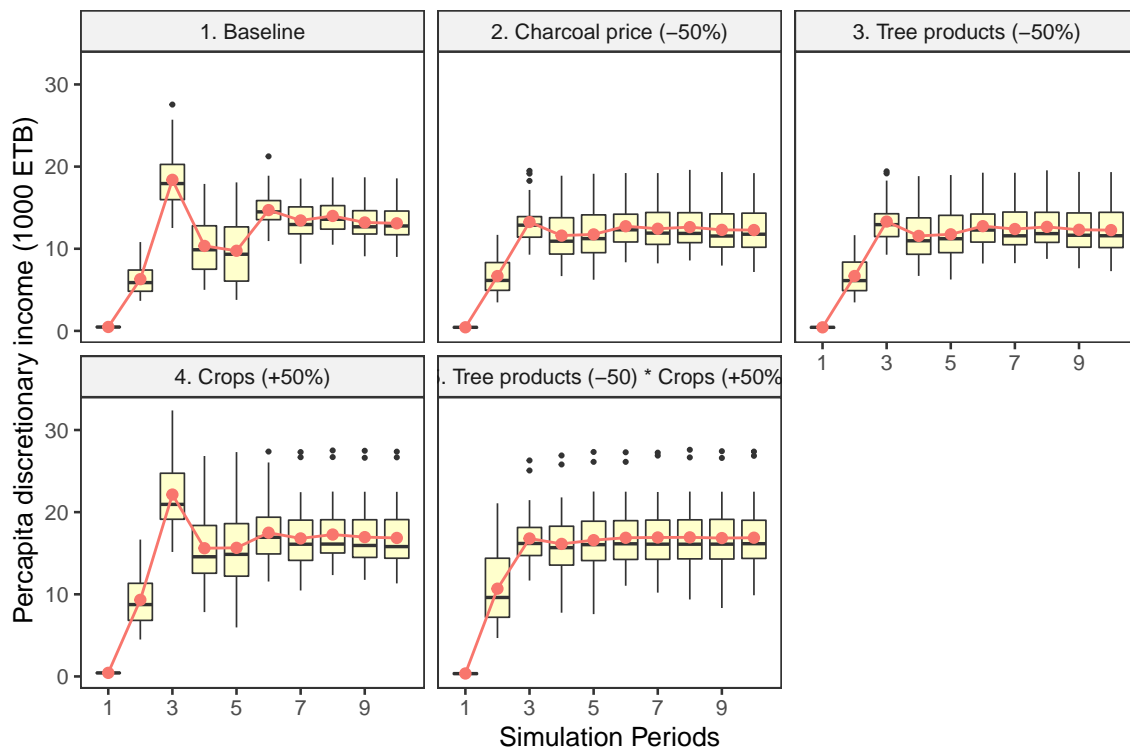 1. Baseline
2. Charcoal price (−50%)
3. Tree products (−50%)
30
20
10
0
1 3 5 7 9
4. Crops (+50%)
. Tree products (−50) * Crops (+50%
30
20
10
0
1 3 5 7 9
1 3 5 7 9
Percapita discretionary income (1000 ETB)
Simulation Periods